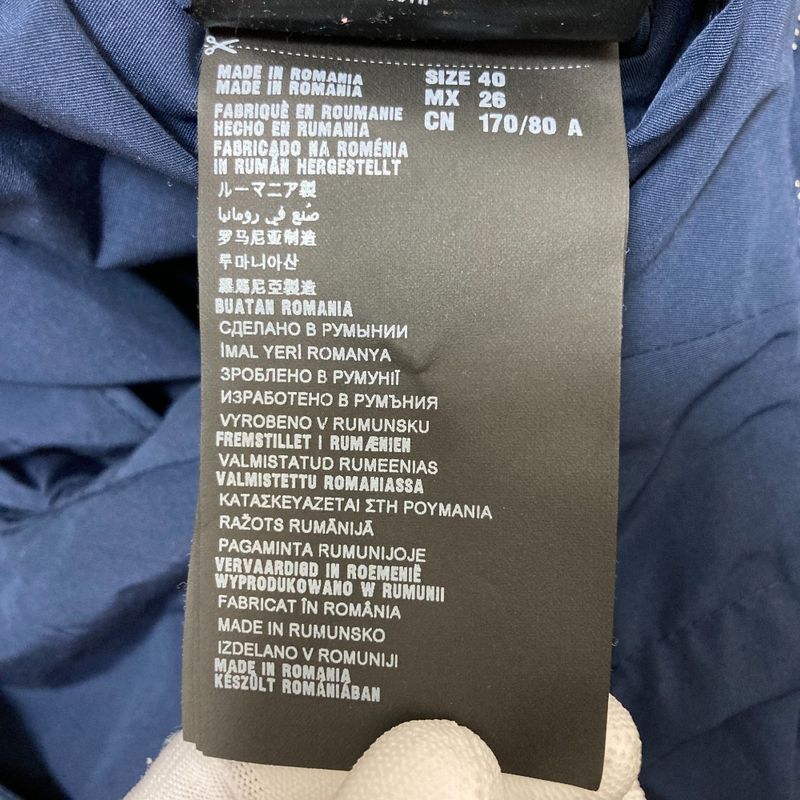 MADE IN ROMANIA
MADE IN ROMANIA
FABRIQUÈ EN ROUMANIE
HECHO EN RUMANIA
FABRICADO NA ROMÉNIA
IN RUMÄN HERGESTELLT
ルーマニア製
صُنع في رومانيا
罗马尼亚制造
루마니아산
羅馬尼亞製造
BUATAN ROMANIA
СДЕЛАНО В РУМЫНИИ
İMAL YERİ ROMANYA
ЗРОБЛЕНО В РУМУНІЇ
ИЗРАБОТЕНО В РУМЪНИЯ
VYROBENO V RUMUNSKU
FREMSTILLET I RUMÆNIEN
VALMISTATUD RUMEENIAS
VALMISTETTU ROMANIASSA
ΚΑΤΑΣΚΕΥΑΖΕΤΑΙ ΣΤΗ ΡΟΥΜΑΝΙΑ
RAŽOTS RUMĀNIJĀ
PAGAMINTA RUMUNIJOJE
VERVAARDIGD IN ROEMENIË
WYPRODUKOWANO W RUMUNII
FABRICAT ÎN ROMÂNIA
MADE IN RUMUNSKO
IZDELANO V ROMUNIJI
MADE IN ROMANIA
KÉSZÜLT ROMÁNIÁBAN
SIZE 40
MX 26
CN 170/80 A